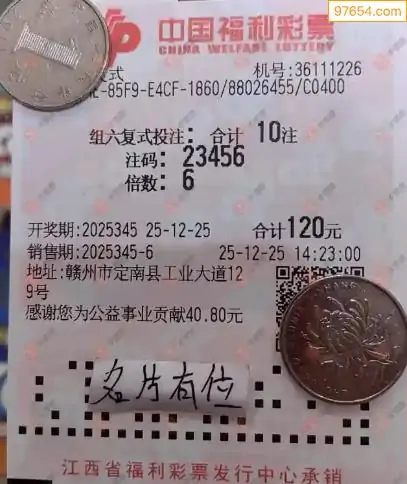 97654.com
中国福利彩票
CHINA WELFARE LOTTERY
机号:36111226
-85F9-E4CF-1860/88026455/C0400
组六复式投注: 合计 10注
注码: 23456
倍数: 6
开奖期:2025345 25-12-25 合计120元
销售期:2025345-6 25-12-25 14:23:00
地址:赣州市定南县工业大道12
9号
感谢您为公益事业贡献40.80元
名片有位
江西省福利彩票发行中心承销